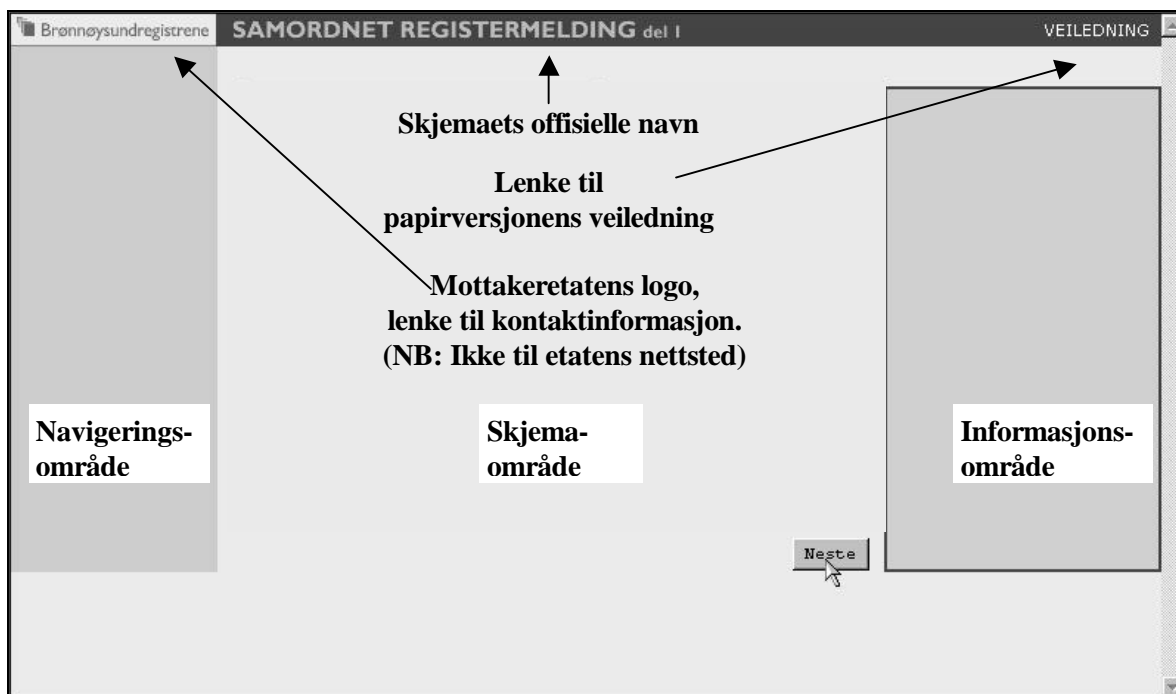 Brønnøysundregistrene
SAMORDNET REGISTERMELDING del 1
VEILEDNING
Skjemaets offisielle navn
Lenke til
papirversjonens veiledning
Mottakeretatens logo,
lenke til kontaktinformasjon.
(NB: Ikke til etatens nettsted)
Navigerings-
område
Skjema-
område
Informasjons-
område
Neste